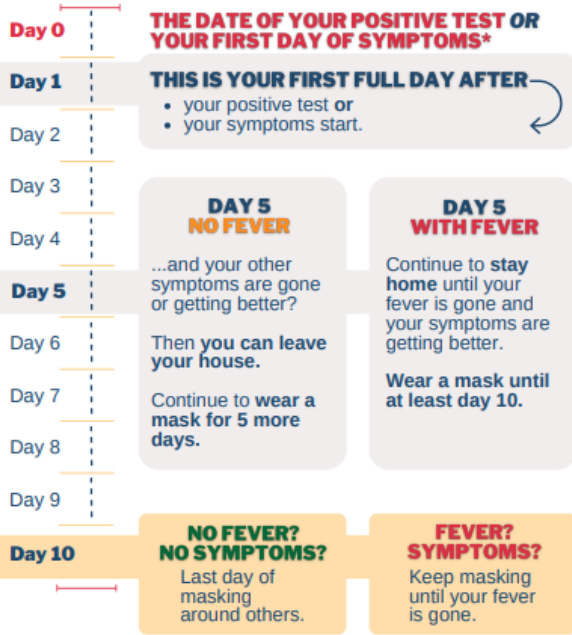 Day 0
THE DATE OF YOUR POSITIVE TEST OR
YOUR FIRST DAY OF SYMPTOMS*
Day 1
THIS IS YOUR FIRST FULL DAY AFTER
• your positive test or
• your symptoms start.
Day 2
Day 3
Day 4
Day 5
Day 6
Day 7
Day 8
Day 9
DAY 5
NO FEVER
...and your other
symptoms are gone
or getting better?
Then you can leave
your house.
Continue to wear a
mask for 5 more
days.
DAY 5
WITH FEVER
Continue to stay
home until your
fever is gone and
your symptoms are
getting better.
Wear a mask until
at least day 10.
Day 10
NO FEVER?
NO SYMPTOMS?
Last day of
masking
around others.
FEVER?
SYMPTOMS?
Keep masking
until your fever
is gone.